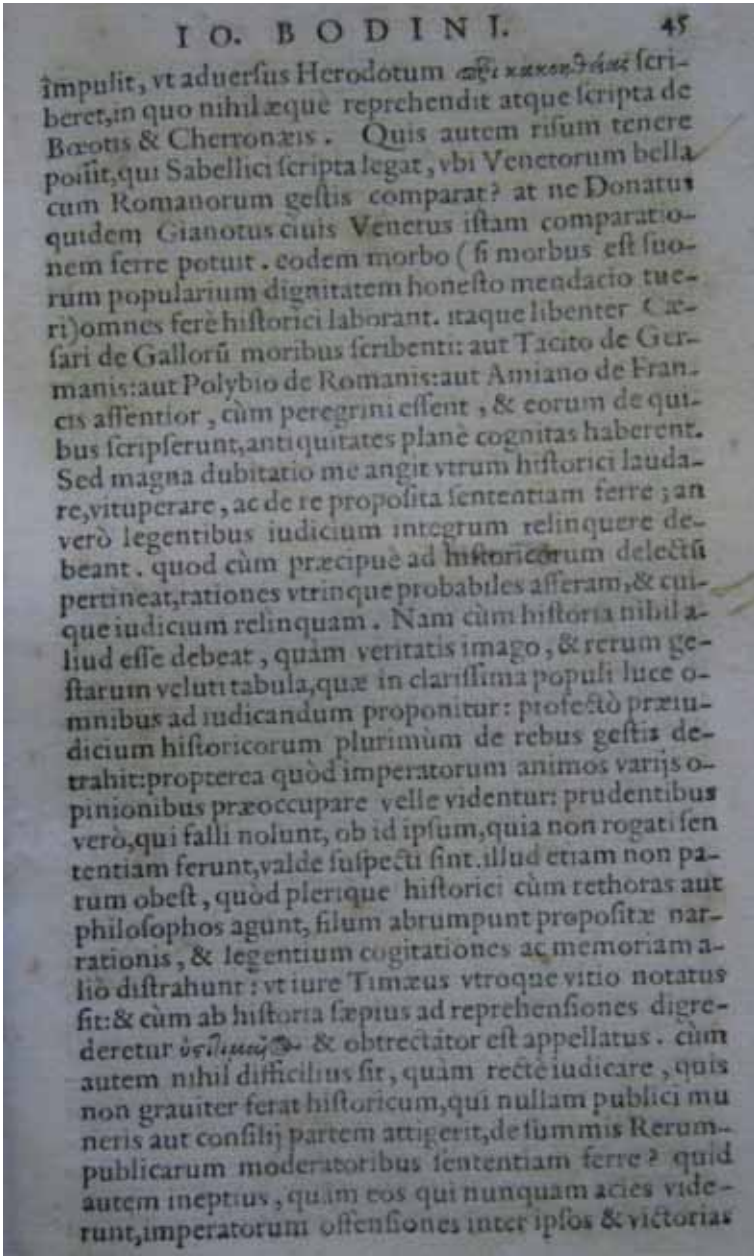 IO. BODINI. 45
impulit, vt aduersus Herodotum περὶ κακοηθείας scri-
beret, in quo nihil æquè reprehendit atque scripta de
Bœotis & Cherronæis. Quis autem risum tenere
possit, qui Sabellici scripta legat, vbi Venetorum bella
cum Romanorum gestis comparat? at ne Donatus
quidem Gianotus ciuis Venetus istam comparatio-
nem ferre potuit. eodem morbo (si morbus est suo-
rum popularium dignitatem honesto mendacio tue-
ri) omnes ferè historici laborant. itaque libenter Cæ-
sari de Gallorū moribus scribenti: aut Tacito de Ger-
manis: aut Polybio de Romanis: aut Amiano de Fran-
cis assentior, cùm peregrini essent, & eorum de qui-
bus scripserunt, antiquitates planè cognitas haberent.
Sed magna dubitatio me angit vtrum historici lauda-
re, vituperare, ac de re proposita sententiam ferre; an
verò legentibus iudicium integrum relinquere de-
beant. quod cùm præcipuè ad historicorum delectū
pertineat, rationes vtrinque probabiles afferam, & cui-
que iudicium relinquam. Nam cùm historia nihil a-
liud esse debeat, quàm veritatis imago, & rerum ge-
starum veluti tabula, quæ in clarissima populi luce o-
mnibus ad iudicandum proponitur: profectò præiu-
dicium historicorum plurimùm de rebus gestis de-
trahit: propterea quòd imperatorum animos varijs o-
pinionibus præoccupare velle videntur: prudentibus
verò, qui falli nolunt, ob id ipsum, quia non rogati sen
tentiam ferunt, valde suspecti sint. illud etiam non pa-
rum obest, quòd plerique historici cùm rethoras aut
philosophos agunt, filum abrumpunt propositæ nar-
rationis, & legentium cogitationes ac memoriam a-
liò distrahunt: vt iure Timæus vtroque vitio notatus
sit: & cùm ab historia sæpius ad reprehensiones digre-
deretur & obtrectator est appellatus. cùm
autem nihil difficilius sit, quàm rectè iudicare, quis
non grauiter ferat historicum, qui nullam publici mu
neris aut consilij partem attigerit, de summis Rerum-
publicarum moderatoribus sententiam ferre? quid
autem ineptius, quàm eos qui nunquam acies vide-
runt, imperatorum offensiones inter ipsos & victorias